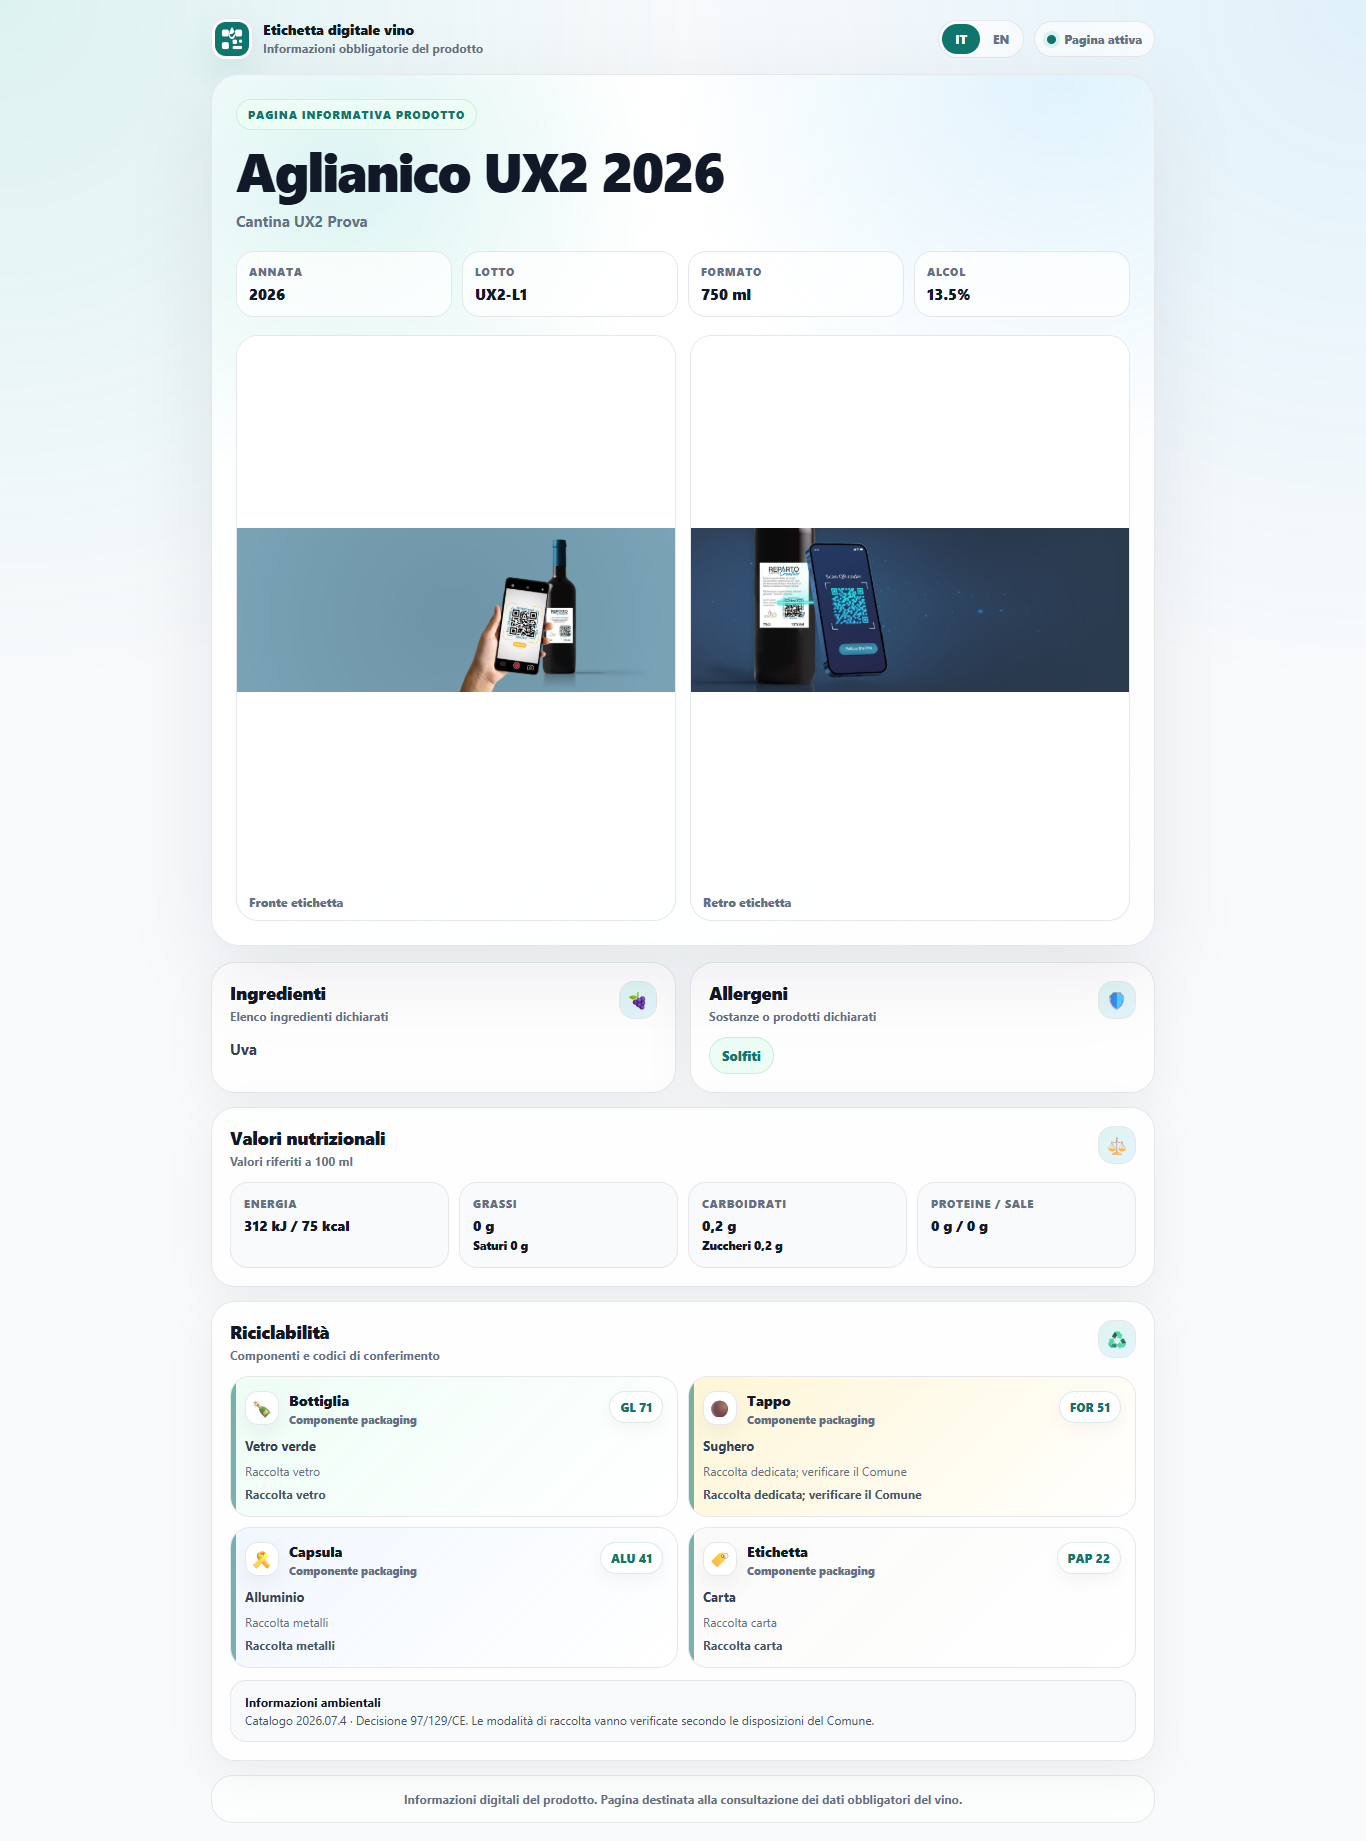 Etichetta digitale vino
Informazioni obbligatorie del prodotto
IT EN
Pagina attiva
PAGINA INFORMATIVA PRODOTTO
Aglianico UX2 2026
Cantina UX2 Prova
ANNATA
2026
LOTTO
UX2-L1
FORMATO
750 ml
ALCOL
13.5%
REPARTO
Scan QR code
Fronte etichetta
Retro etichetta
Ingredienti
Elenco ingredienti dichiarati
Uva
Allergeni
Sostanze o prodotti dichiarati
Solfiti
Valori nutrizionali
Valori riferiti a 100 ml
ENERGIA
312 kJ / 75 kcal
GRASSI
0 g
Saturi 0 g
CARBOIDRATI
0,2 g
Zuccheri 0,2 g
PROTEINE / SALE
0 g / 0 g
Riciclabilità
Componenti e codici di conferimento
Bottiglia
Componente packaging
GL 71
Vetro verde
Raccolta vetro
Raccolta vetro
Tappo
Componente packaging
FOR 51
Sughero
Raccolta dedicata; verificare il Comune
Raccolta dedicata; verificare il Comune
Capsula
Componente packaging
ALU 41
Alluminio
Raccolta metalli
Raccolta metalli
Etichetta
Componente packaging
PAP 22
Carta
Raccolta carta
Raccolta carta
Informazioni ambientali
Catalogo 2026.07.4 · Decisione 97/129/CE. Le modalità di raccolta vanno verificate secondo le disposizioni del Comune.
Informazioni digitali del prodotto. Pagina destinata alla consultazione dei dati obbligatori del vino.